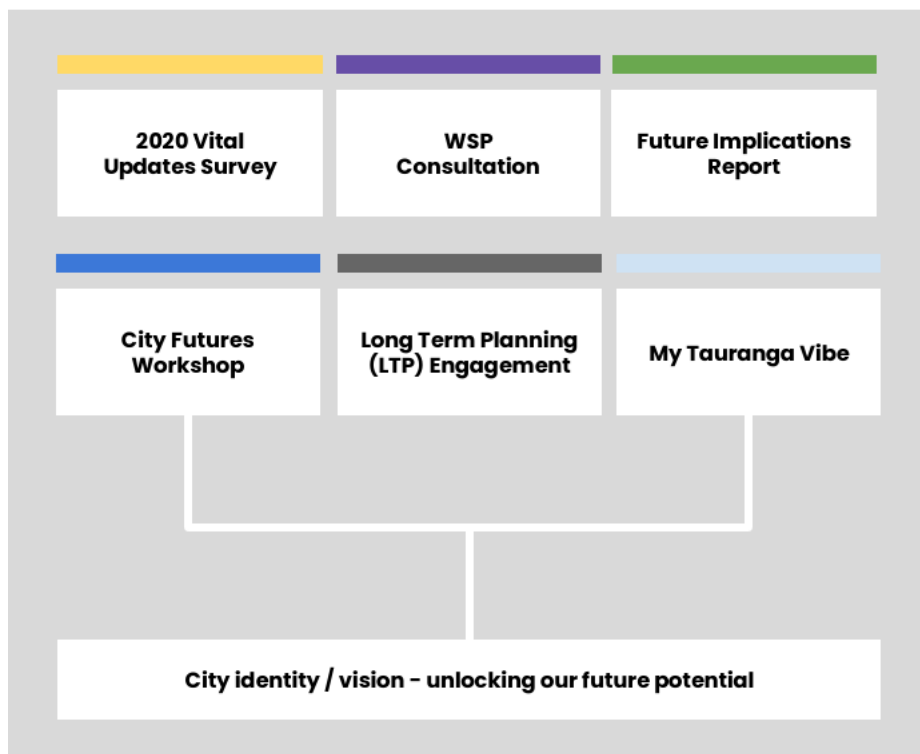 2020 Vital
Updates Survey
WSP
Consultation
Future Implications
Report
City Futures
Workshop
Long Term Planning
(LTP) Engagement
My Tauranga Vibe
City identity / vision - unlocking our future potential